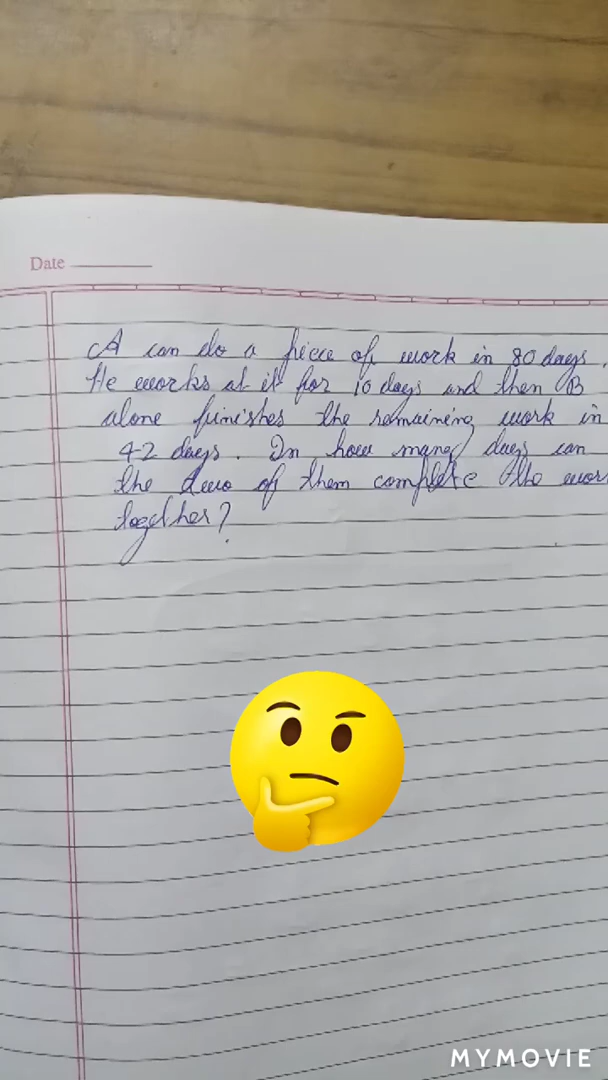 Date
A can do a piece of work in 80 days.
He works at it for 10 days and then B
alone finishes the remaining work in
42 days. In how many days can
the two of them complete the work
together?
MYMOVIE